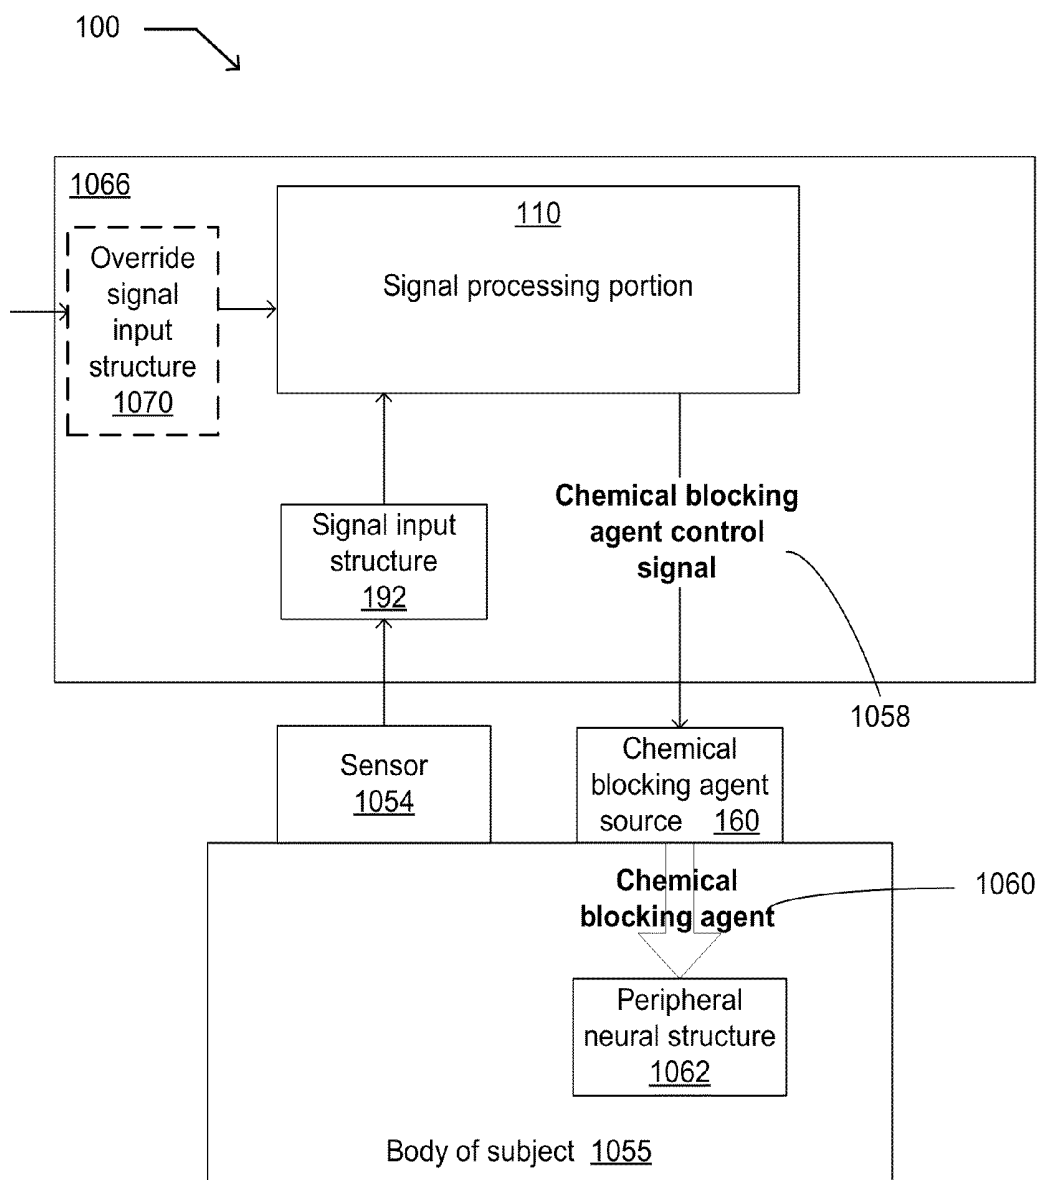 100
1066
110
Signal processing portion
Override
signal
input
structure
1070
Signal input
structure
192
Chemical blocking
agent control
signal
1058
Sensor
1054
Chemical
blocking agent
source 160
Chemical
blocking agent
1060
Peripheral
neural structure
1062
Body of subject 1055